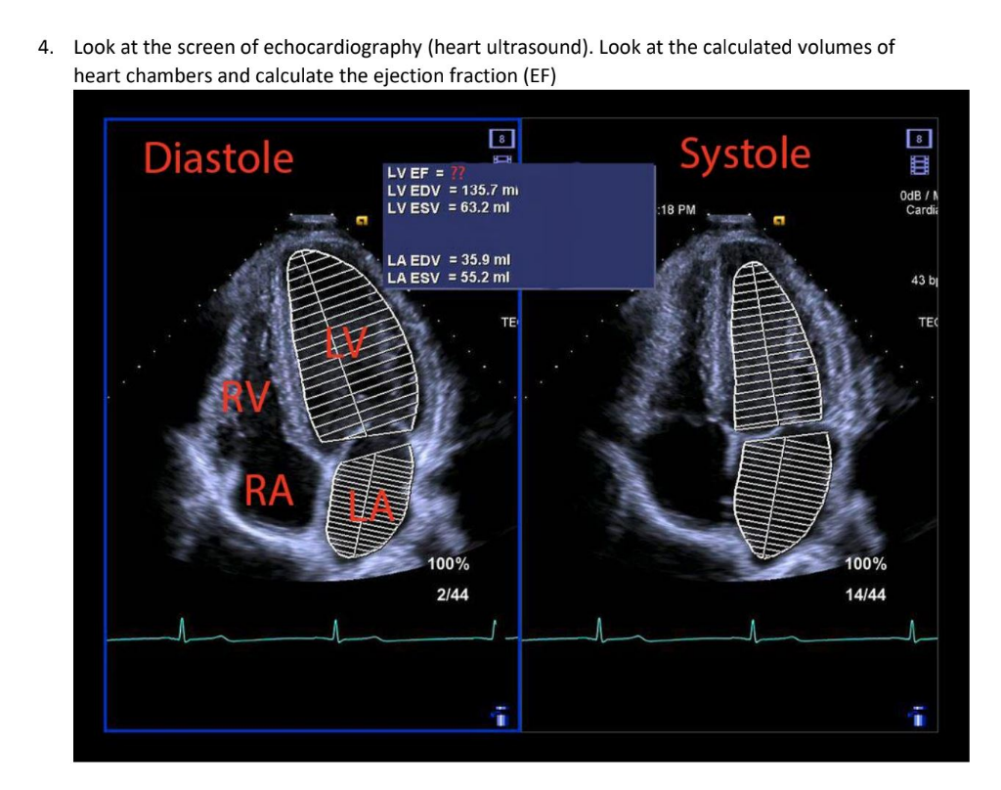 4. Look at the screen of echocardiography (heart ultrasound). Look at the calculated volumes of
heart chambers and calculate the ejection fraction (EF)
Diastole
8
Systole
8
LV EF = ??
LV EDV = 135.7 ml
LV ESV = 63.2 ml
LA EDV = 35.9 ml
LA ESV = 55.2 ml
:18 PM
0dB /
43
LV
RV
RA
LA
100%
2/44
100%
14/44